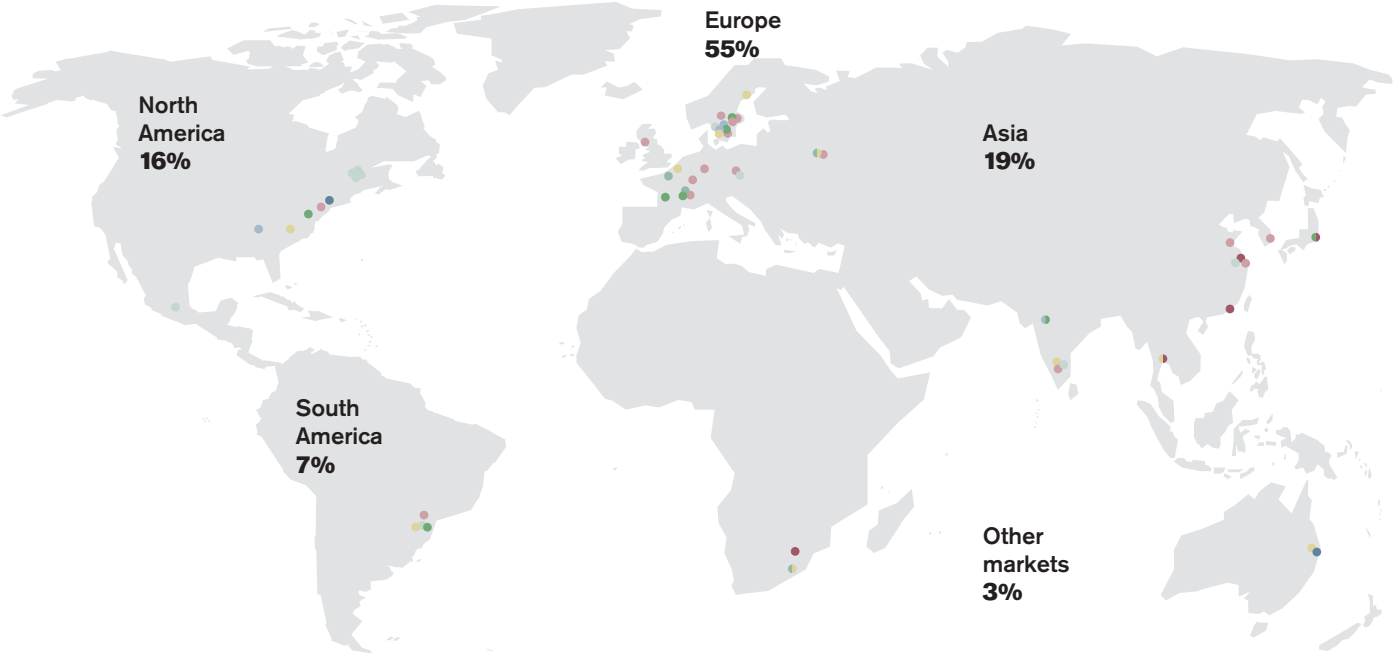 Europe
55%
North
America
16%
Asia
19%
South
America
7%
Other
markets
3%